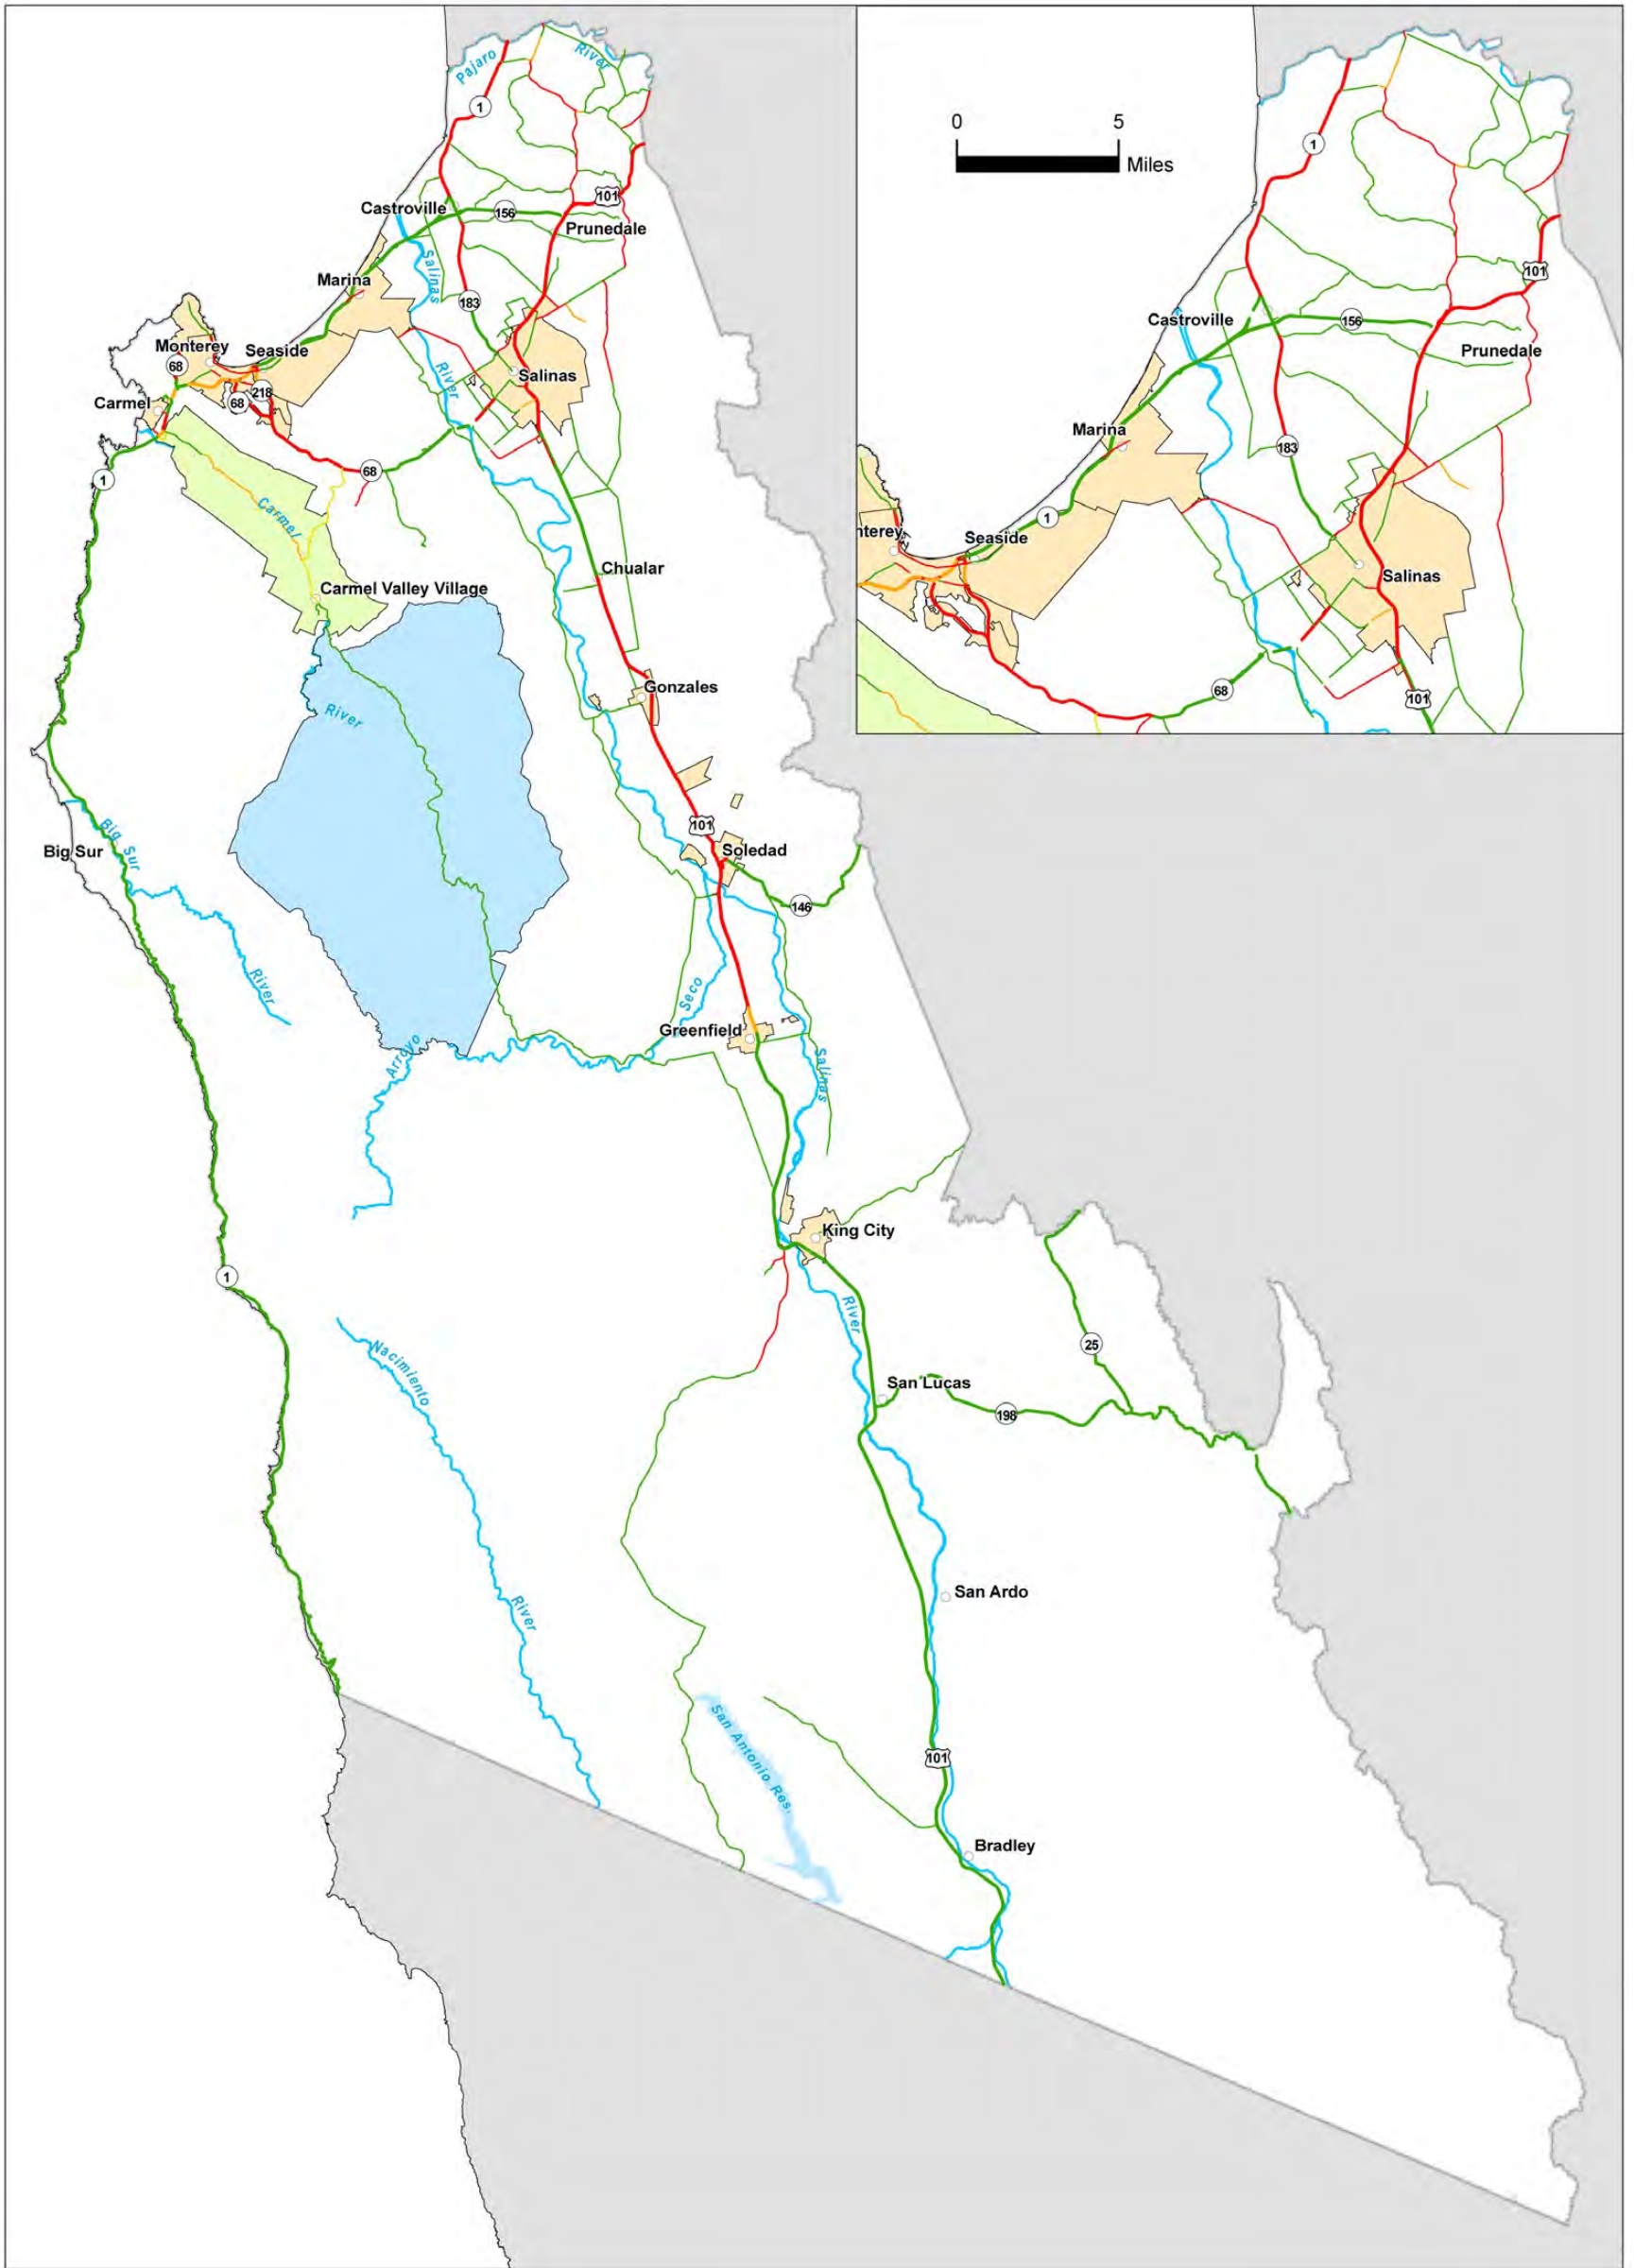 Pajaro
River
1
101
Castroville
156
Prunedale
Salinas
Marina
183
Monterey
Seaside
68
River
Salinas
218
68
Carmel
68
1
Carmel
Chualar
Carmel Valley Village
Gonzales
River
101
Big Sur
Big Sur
Soledad
146
River
Seco
Greenfield
Arroyo
Salinas
King City
1
River
25
Nacimiento
San Lucas
198
San Ardo
River
San Antonio Res.
101
Bradley
0 5
Miles
1
101
Castroville
156
Prunedale
Marina
183
1
nterey
Seaside
Salinas
68
101